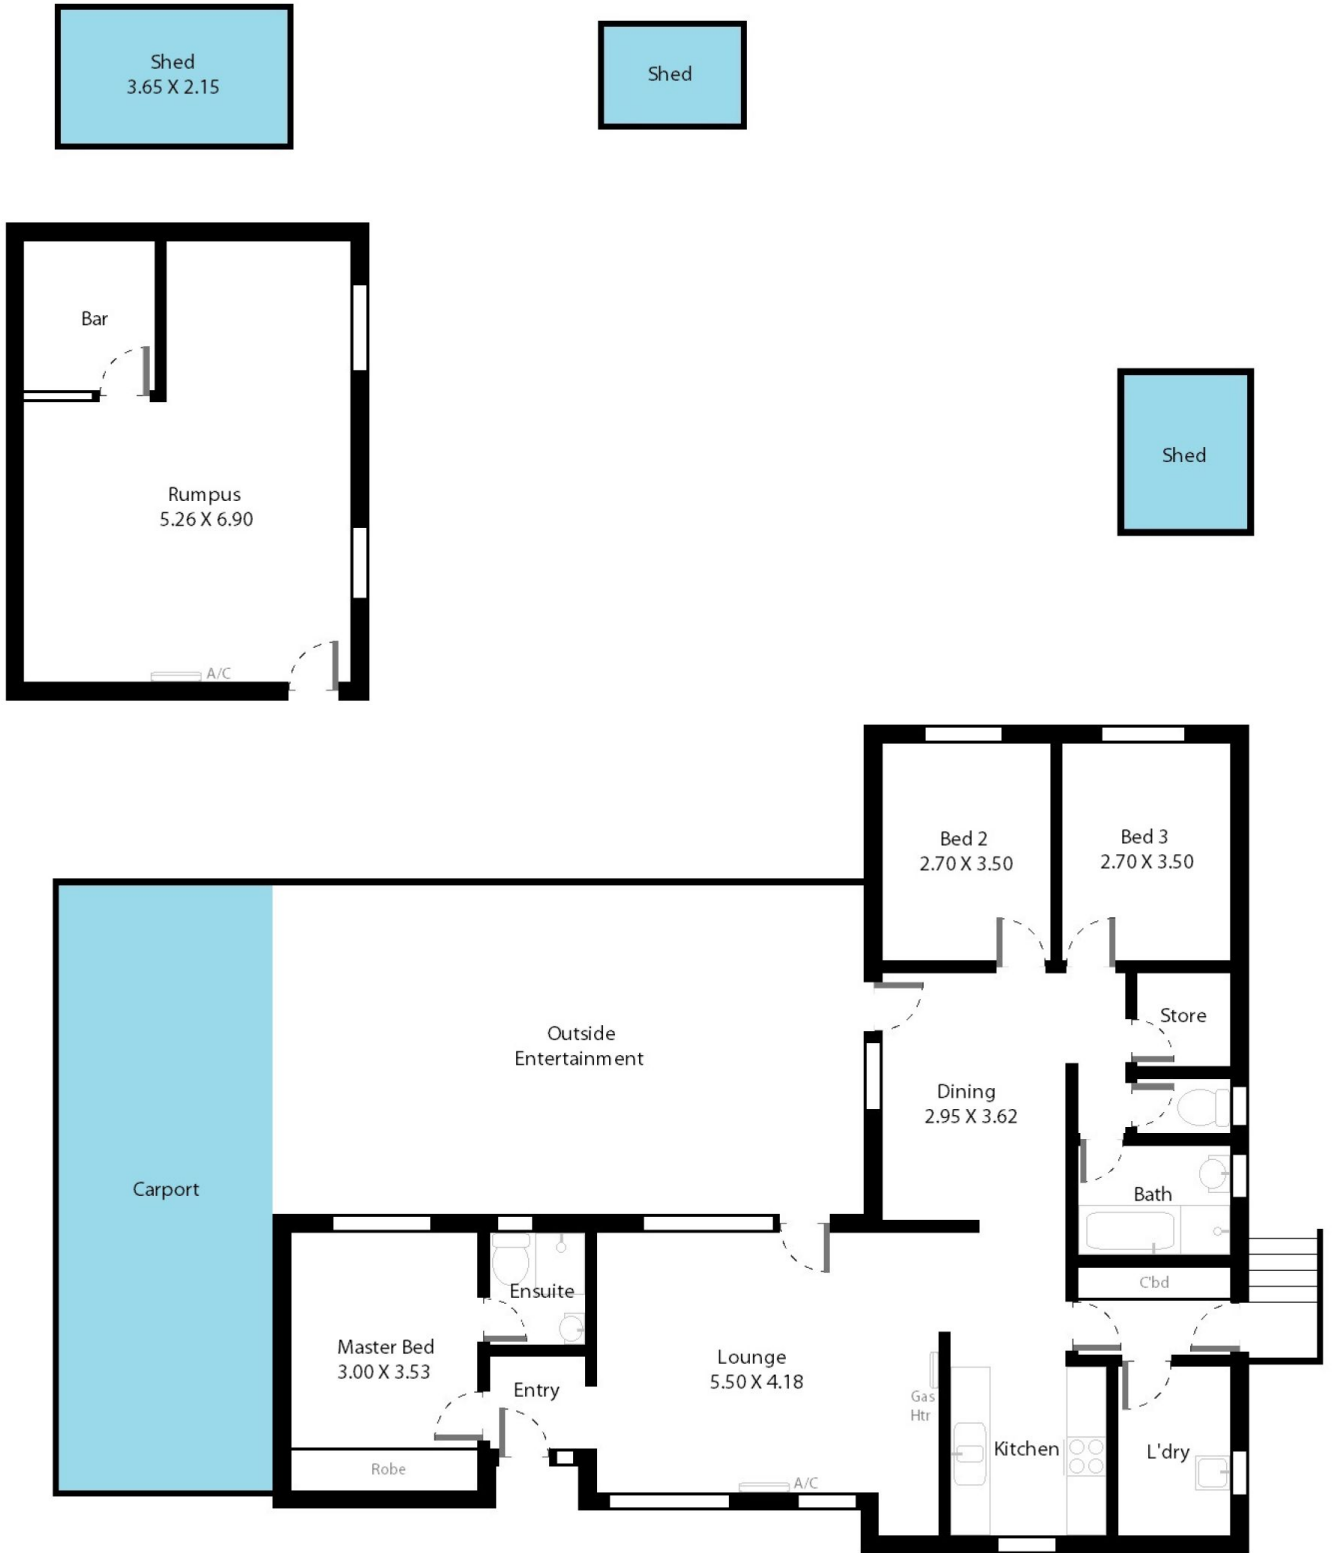 Shed
3.65 X 2.15
Shed
Bar
Rumpus
5.26 X 6.90
A/C
Shed
Bed 2
2.70 X 3.50
Bed 3
2.70 X 3.50
Store
Outside
Entertainment
Dining
2.95 X 3.62
Carport
Bath
C'bd
Ensuite
Master Bed
3.00 X 3.53
Lounge
5.50 X 4.18
Entry
Gas
Htr
Kitchen
L'dry
Robe
A/C